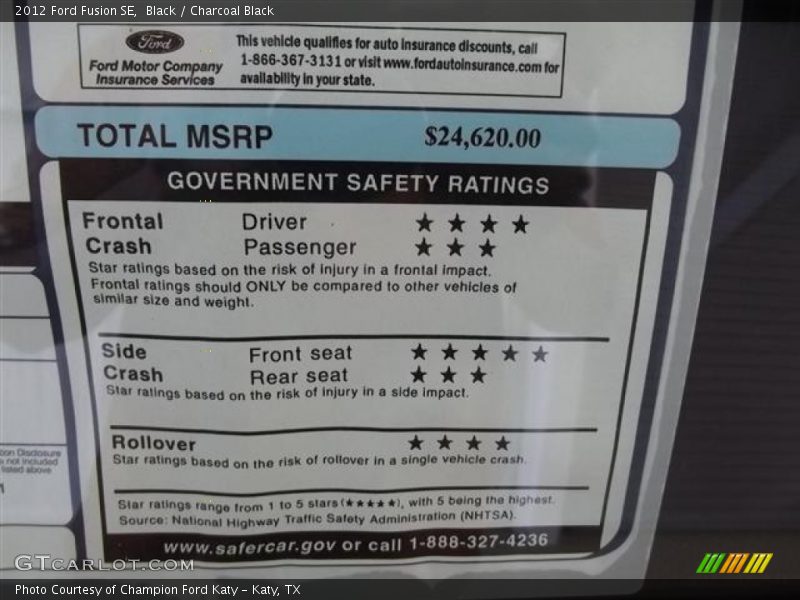 2012 Ford Fusion SE, Black / Charcoal Black
Ford
Ford Motor Company
Insurance Services
This vehicle qualifies for auto insurance discounts, call
1-866-367-3131 or visit www.fordautoinsurance.com for
availability in your state.
TOTAL MSRP $24,620.00
GOVERNMENT SAFETY RATINGS
Frontal Driver ★ ★ ★ ★
Crash Passenger ★ ★ ★
Star ratings based on the risk of injury in a frontal impact.
Frontal ratings should ONLY be compared to other vehicles of
similar size and weight.
Side Front seat ★ ★ ★ ★ ★
Crash Rear seat ★ ★ ★
Star ratings based on the risk of injury in a side impact.
Rollover ★ ★ ★ ★
Star ratings based on the risk of rollover in a single vehicle crash.
Star ratings range from 1 to 5 stars (★★★★★), with 5 being the highest.
Source: National Highway Traffic Safety Administration (NHTSA).
www.safercar.gov or call 1-888-327-4236
Disclosure
not included
listed above
GTCarLot.com
Photo Courtesy of Champion Ford Katy – Katy, TX